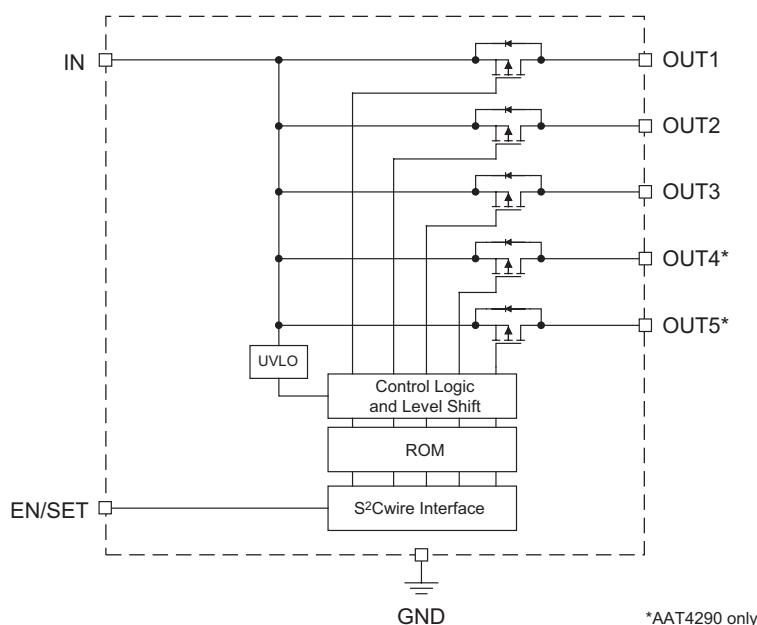 IN
OUT1
OUT2
OUT3
OUT4*
OUT5*
UVLO
Control Logic
and Level Shift
ROM
EN/SET
S²Cwire Interface
GND
*AAT4290 only